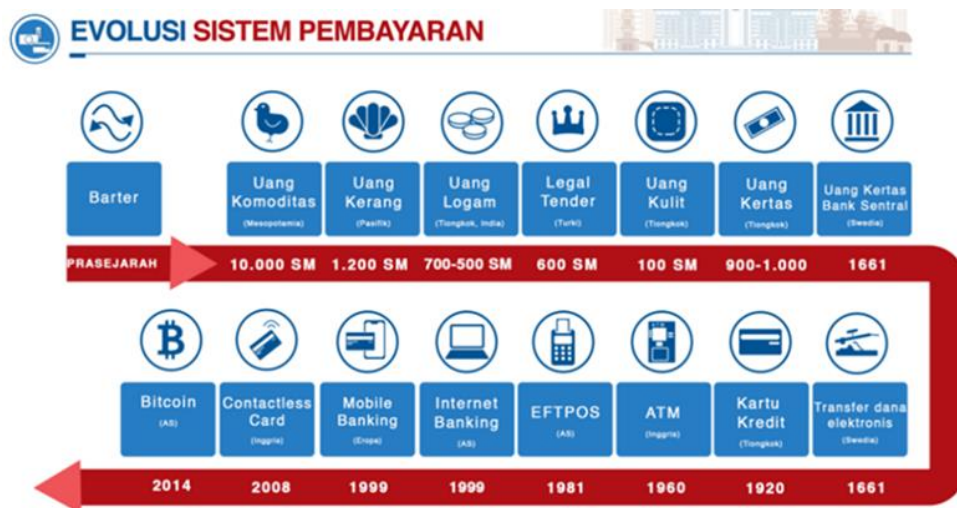 EVOLUSI SISTEM PEMBAYARAN
Barter
Uang
Komoditas
(Mesopotamia)
Uang
Kerang
(Pasifik)
Uang
Logam
(Tiongkok, India)
Legal
Tender
(Turki)
Uang
Kulit
(Tiongkok)
Uang
Kertas
(Tiongkok)
Uang Kertas
Bank Sentral
(Swedia)
PRASEJARAH
10.000 SM
1.200 SM
700-500 SM
600 SM
100 SM
900-1.000
1661
Bitcoin
(AS)
Contactless
Card
(Inggris)
Mobile
Banking
(Eropa)
Internet
Banking
(AS)
EFTPOS
(AS)
ATM
(Inggris)
Kartu
Kredit
(Tiongkok)
Transfer dana
elektronis
(Swedia)
2014
2008
1999
1999
1981
1960
1920
1661